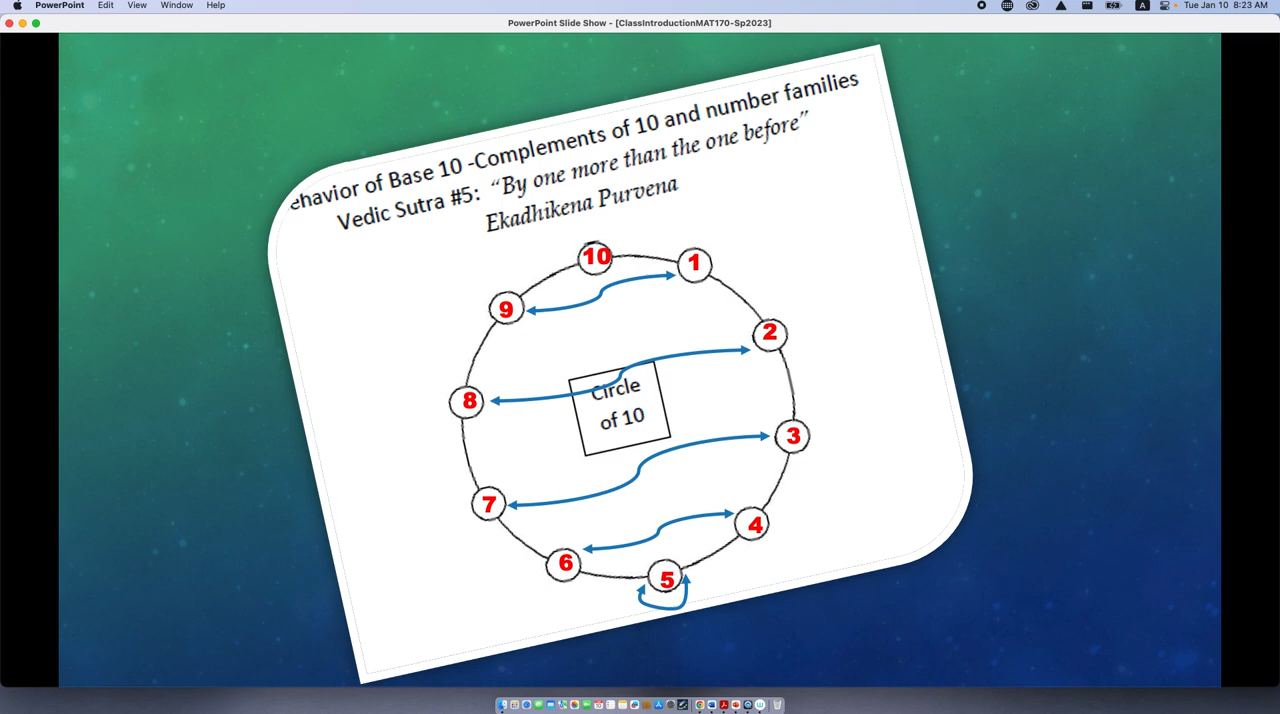 PowerPoint Edit View Window Help
A Tue Jan 10 8:23 AM
PowerPoint Slide Show - [ClassIntroductionMAT170-Sp2023]
ehavior of Base 10 -Complements of 10 and number families
Vedic Sutra #5: “By one more than the one before”
Ekadhikena Purvena
10
1
9
2
8
Circle
of 10
3
7
4
6
5